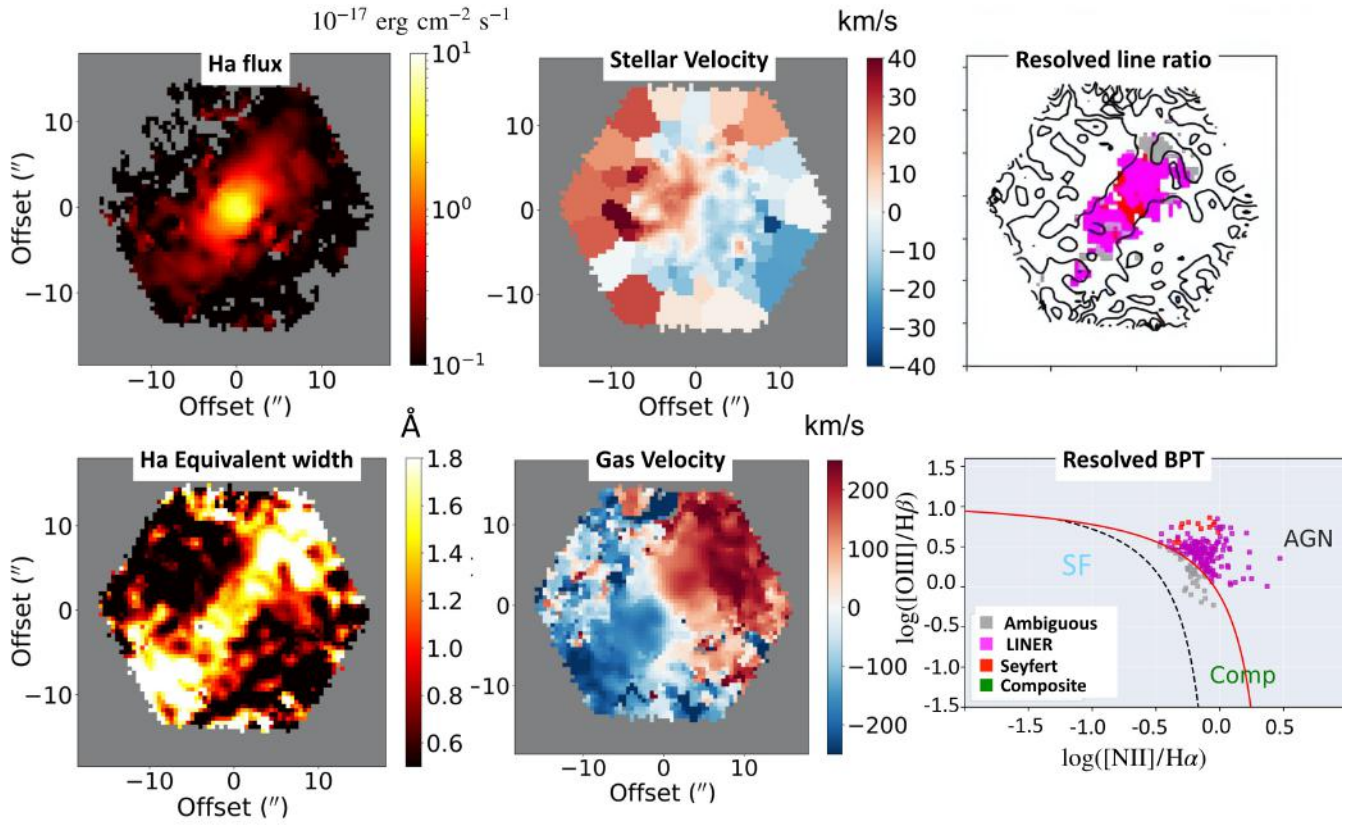 10⁻¹⁷ erg cm⁻² s⁻¹
Ha flux
Offset (″)
10
0
−10
−10 0 10
Offset (″)
10¹
10⁰
10⁻¹
km/s
Stellar Velocity
10
0
−10
−10 0 10
Offset (″)
40
30
20
10
0
−10
−20
−30
−40
Resolved line ratio
Å
Ha Equivalent width
Offset (″)
10
0
−10
−10 0 10
Offset (″)
1.8
1.6
1.4
1.2
1.0
0.8
0.6
km/s
Gas Velocity
10
0
−10
−10 0 10
Offset (″)
200
100
0
−100
−200
Resolved BPT
log([OIII]/Hβ)
1.5
1.0
0.5
0.0
-0.5
-1.0
-1.5
SF
AGN
Comp
Ambiguous
LINER
Seyfert
Composite
-1.5 -1.0 -0.5 0.0 0.5
log([NII]/Hα)